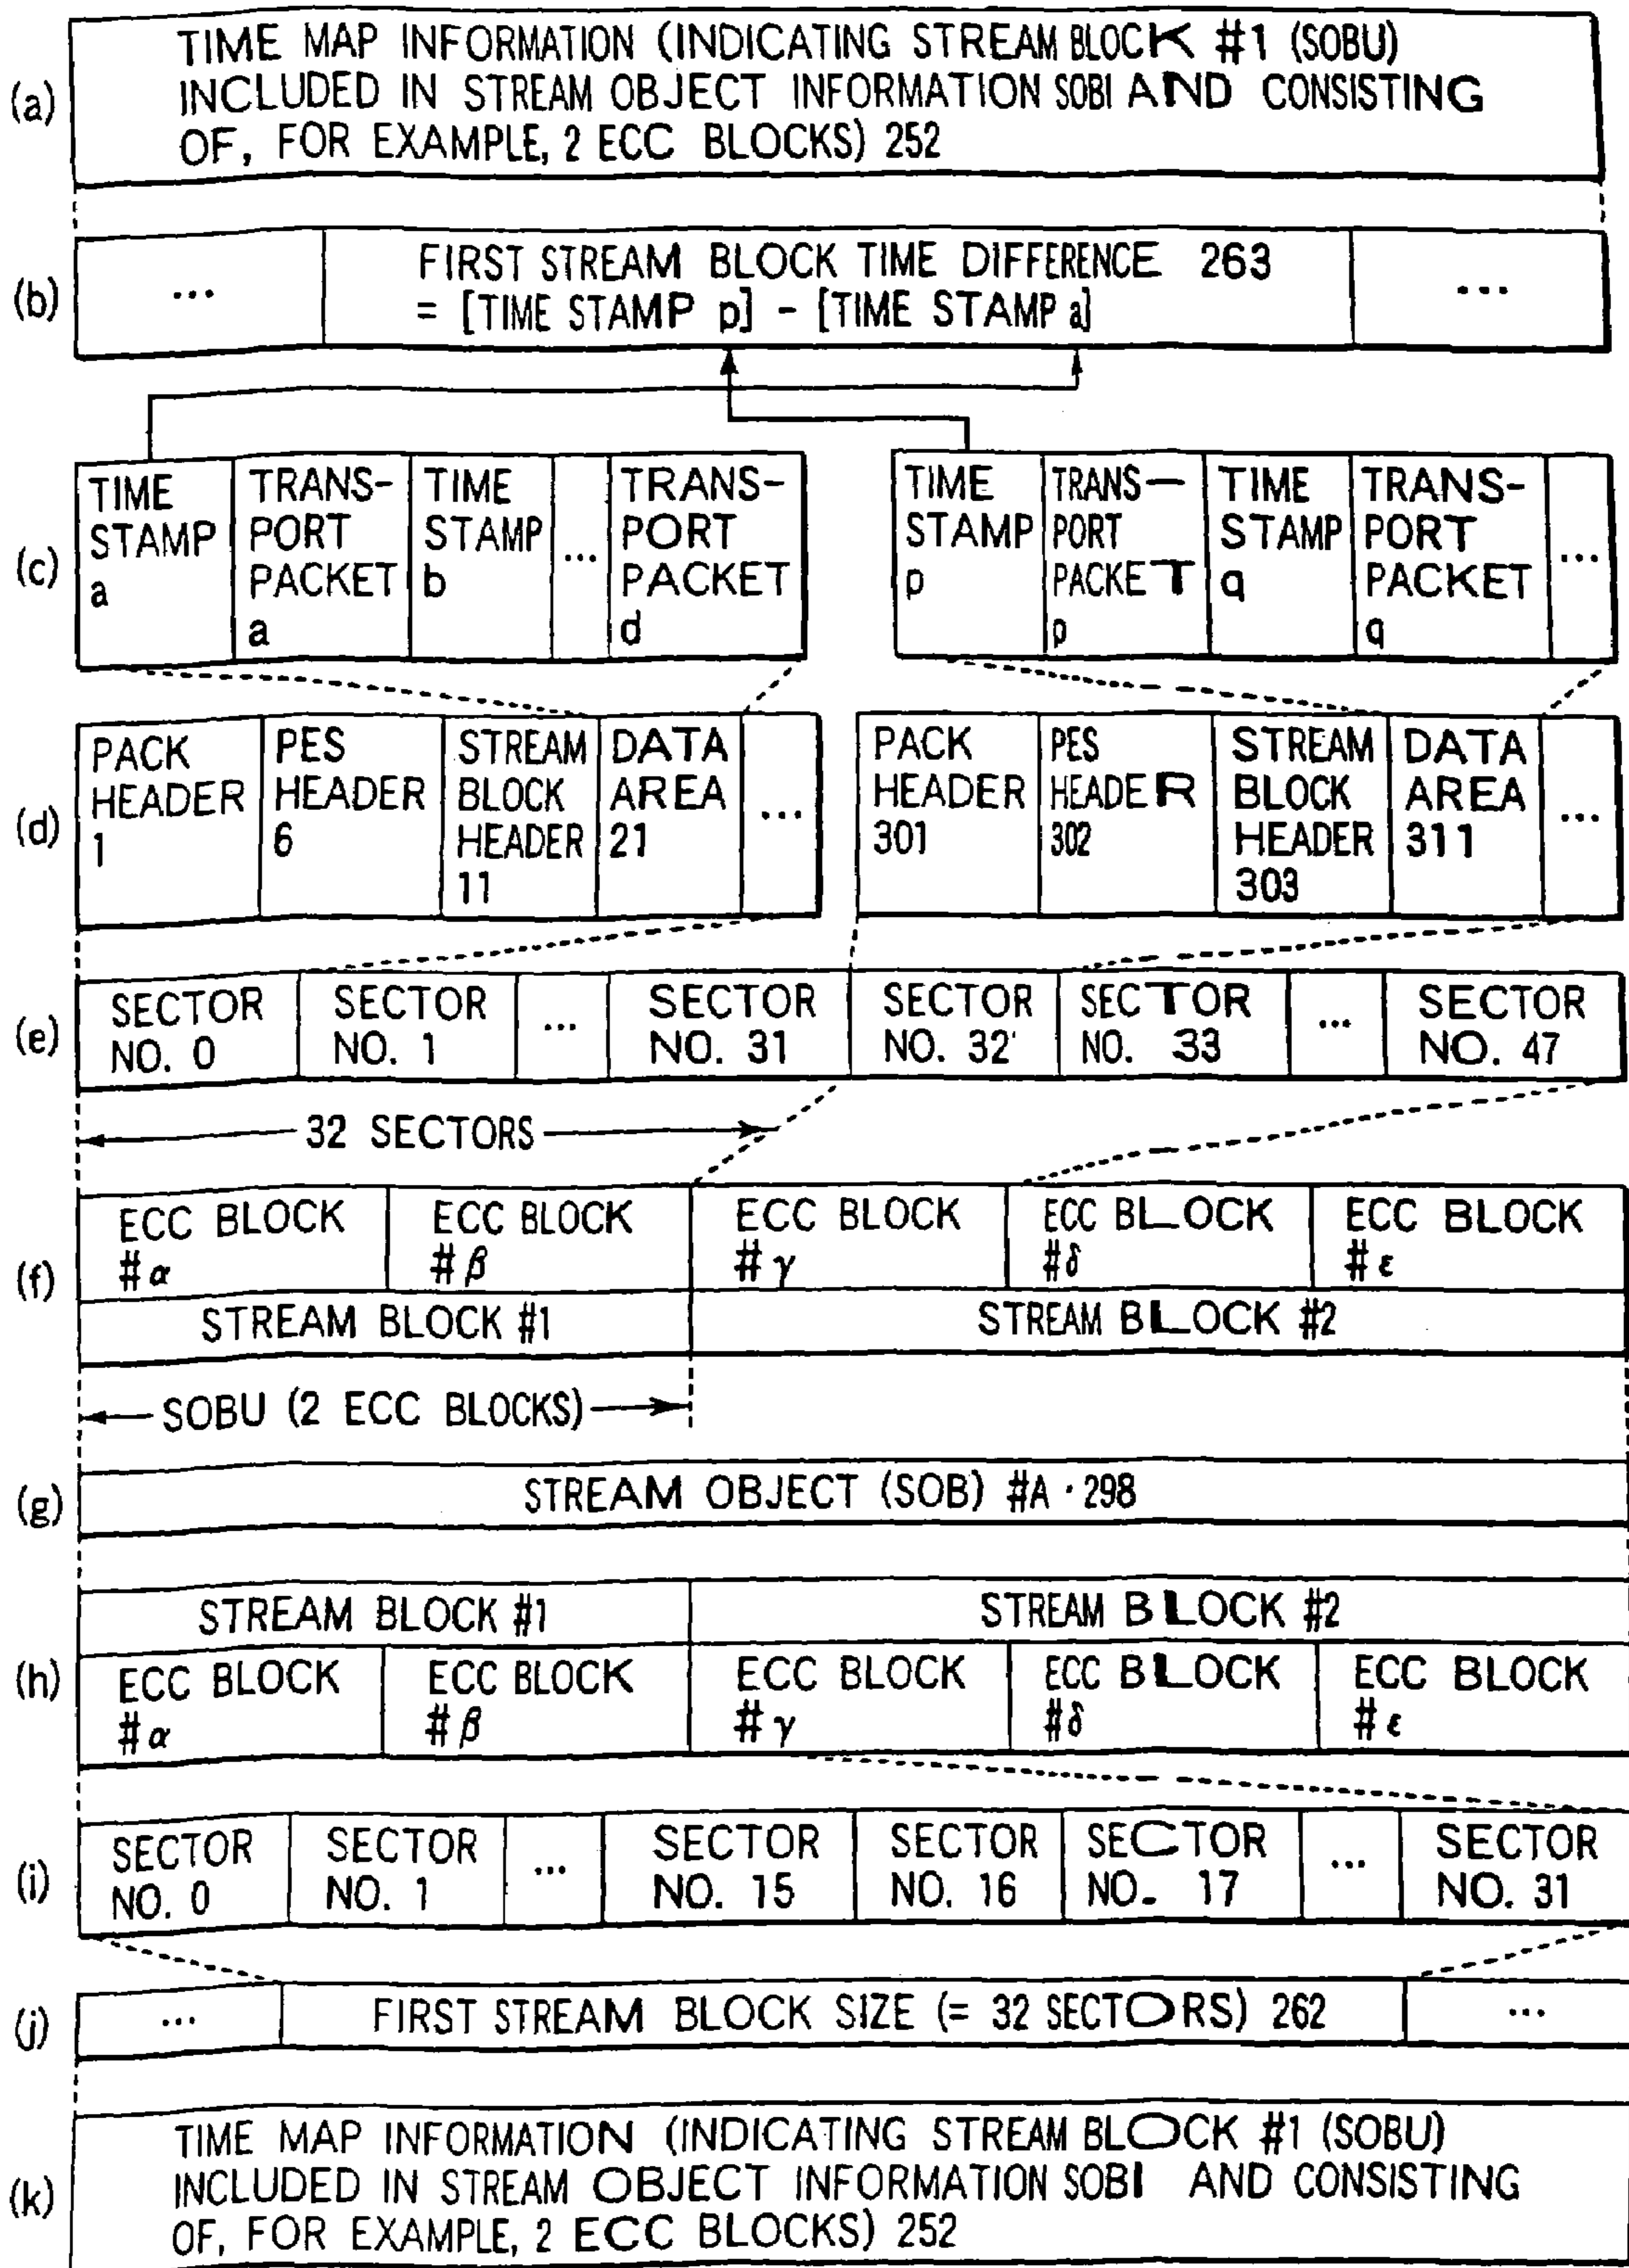 (a)
TIME MAP INFORMATION (INDICATING STREAM BLOCK #1 (SOBU)
INCLUDED IN STREAM OBJECT INFORMATION SOBI AND CONSISTING
OF, FOR EXAMPLE, 2 ECC BLOCKS) 252
(b)
...
FIRST STREAM BLOCK TIME DIFFERENCE 263
= [TIME STAMP p] - [TIME STAMP a]
...
(c)
TIME
STAMP
a
TRANS-
PORT
PACKET
a
TIME
STAMP
b
...
TRANS-
PORT
PACKET
d
TIME
STAMP
p
TRANS-
PORT
PACKET
p
TIME
STAMP
q
TRANS-
PORT
PACKET
q
...
(d)
PACK
HEADER
1
PES
HEADER
6
STREAM
BLOCK
HEADER
11
DATA
AREA
21
...
PACK
HEADER
301
PES
HEADER
302
STREAM
BLOCK
HEADER
303
DATA
AREA
311
...
(e)
SECTOR
NO. 0
SECTOR
NO. 1
...
SECTOR
NO. 31
SECTOR
NO. 32
SECTOR
NO. 33
...
SECTOR
NO. 47
32 SECTORS
(f)
ECC BLOCK
#α
ECC BLOCK
#β
ECC BLOCK
#γ
ECC BLOCK
#δ
ECC BLOCK
#ε
STREAM BLOCK #1
STREAM BLOCK #2
SOBU (2 ECC BLOCKS)
(g)
STREAM OBJECT (SOB) #A · 298
(h)
STREAM BLOCK #1
STREAM BLOCK #2
ECC BLOCK
#α
ECC BLOCK
#β
ECC BLOCK
#γ
ECC BLOCK
#δ
ECC BLOCK
#ε
(i)
SECTOR
NO. 0
SECTOR
NO. 1
...
SECTOR
NO. 15
SECTOR
NO. 16
SECTOR
NO. 17
...
SECTOR
NO. 31
(j)
...
FIRST STREAM BLOCK SIZE (= 32 SECTORS) 262
...
(k)
TIME MAP INFORMATION (INDICATING STREAM BLOCK #1 (SOBU)
INCLUDED IN STREAM OBJECT INFORMATION SOBI AND CONSISTING
OF, FOR EXAMPLE, 2 ECC BLOCKS) 252